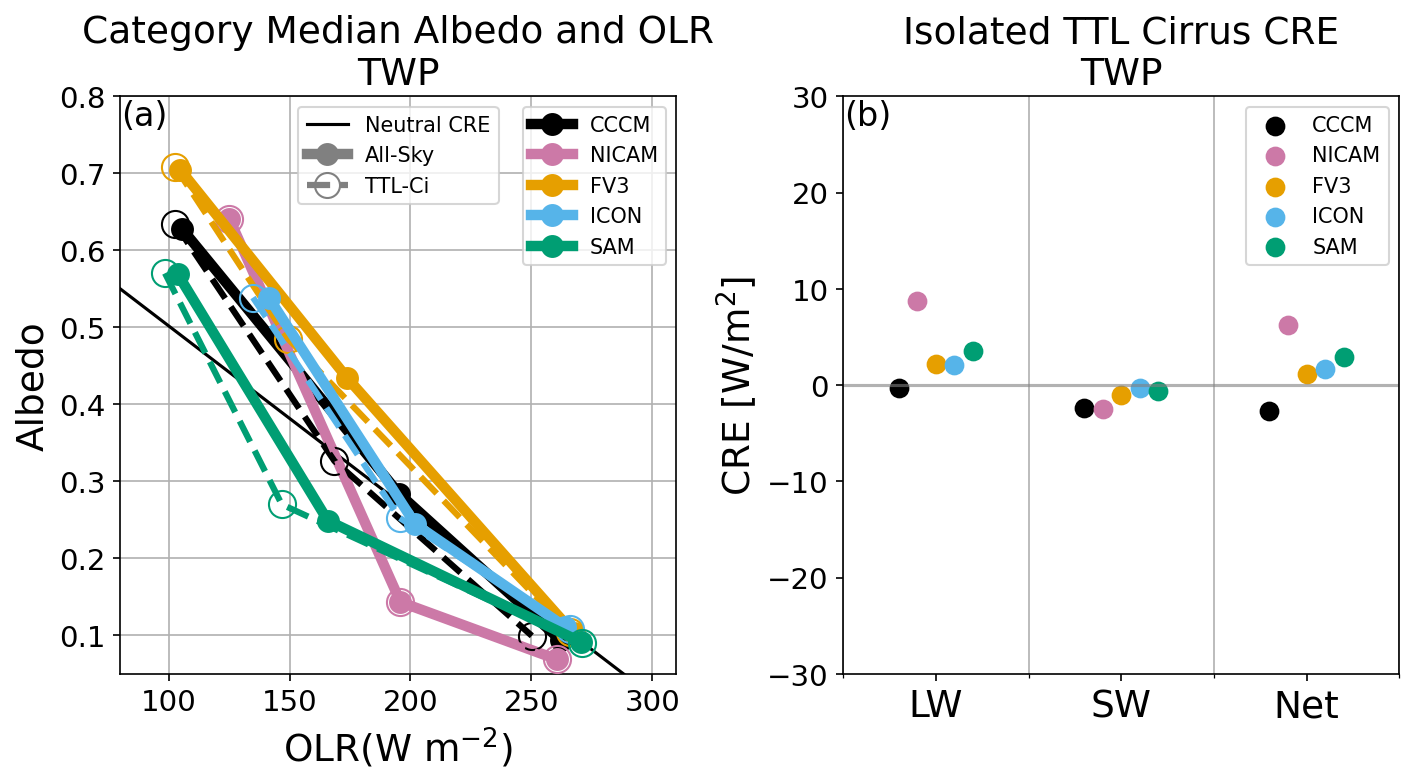 Category Median Albedo and OLR
TWP
(a)
Neutral CRE
All-Sky
TTL-Ci
CCCM
NICAM
FV3
ICON
SAM
0.8
0.7
0.6
0.5
0.4
0.3
0.2
0.1
Albedo
100 150 200 250 300
OLR(W m⁻²)
Isolated TTL Cirrus CRE
TWP
(b)
CCCM
NICAM
FV3
ICON
SAM
30
20
10
0
−10
−20
−30
CRE [W/m²]
LW SW Net